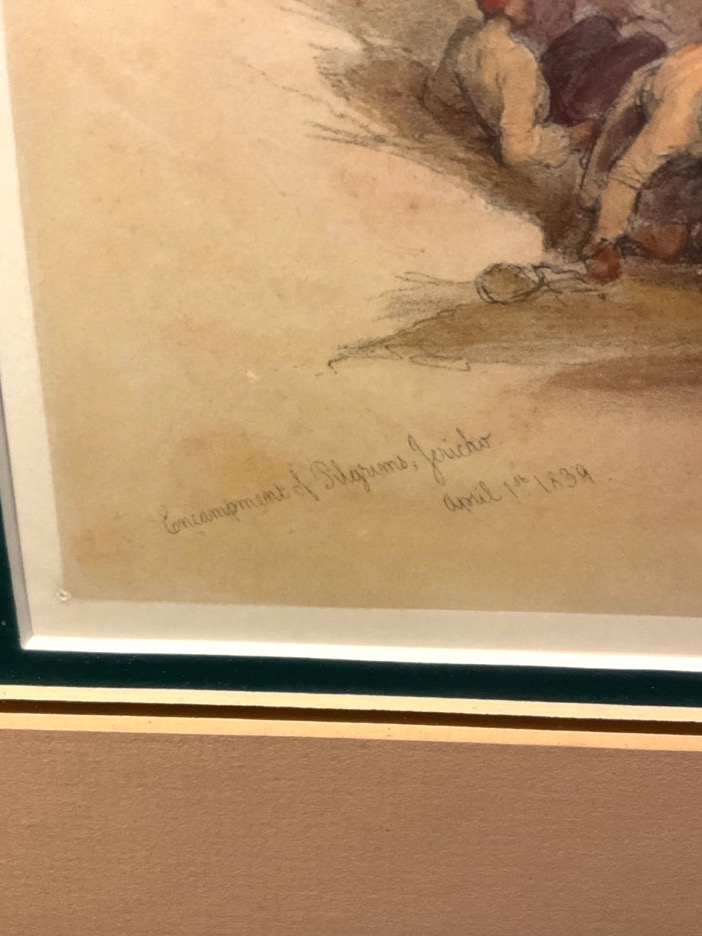 Encampment of Pilgrims, Jericho
April 1st 1839.